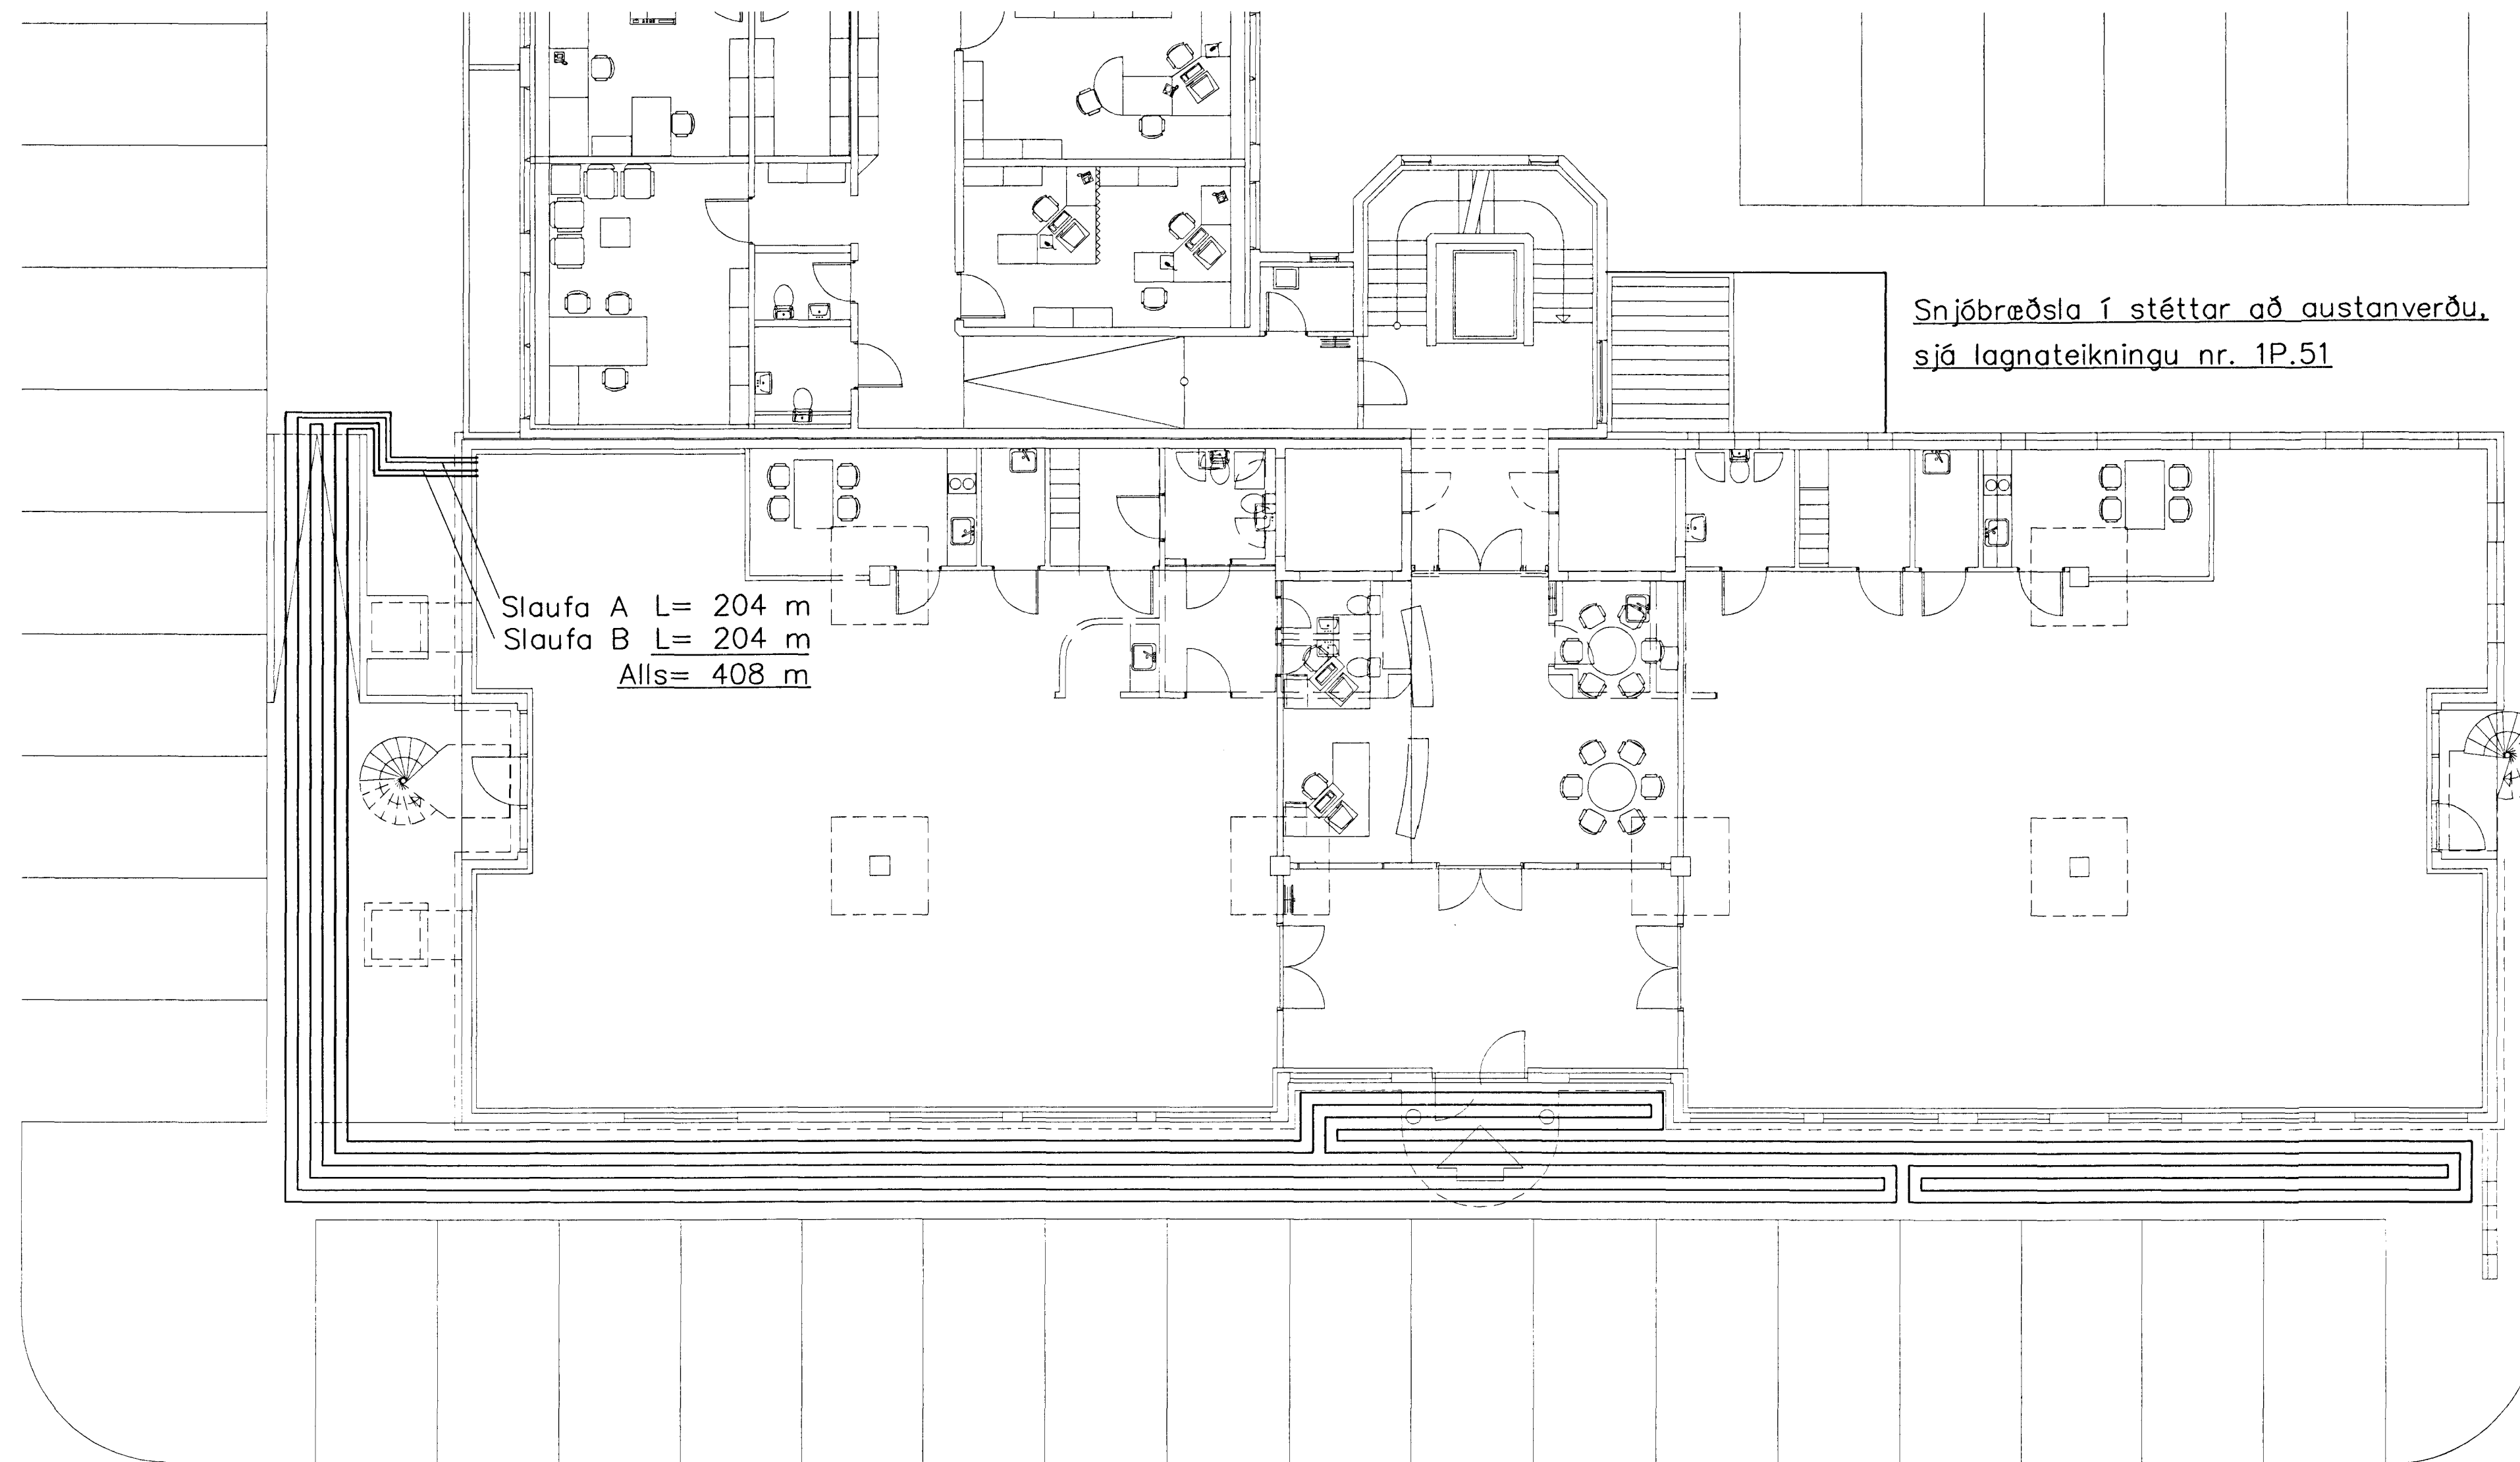 Snjóbræðsla í stéttar að austanverðu,
sjá lagnateikningu nr. 1P.51
Slaufa A L= 204 m
Slaufa B L= 204 m
Alls= 408 m